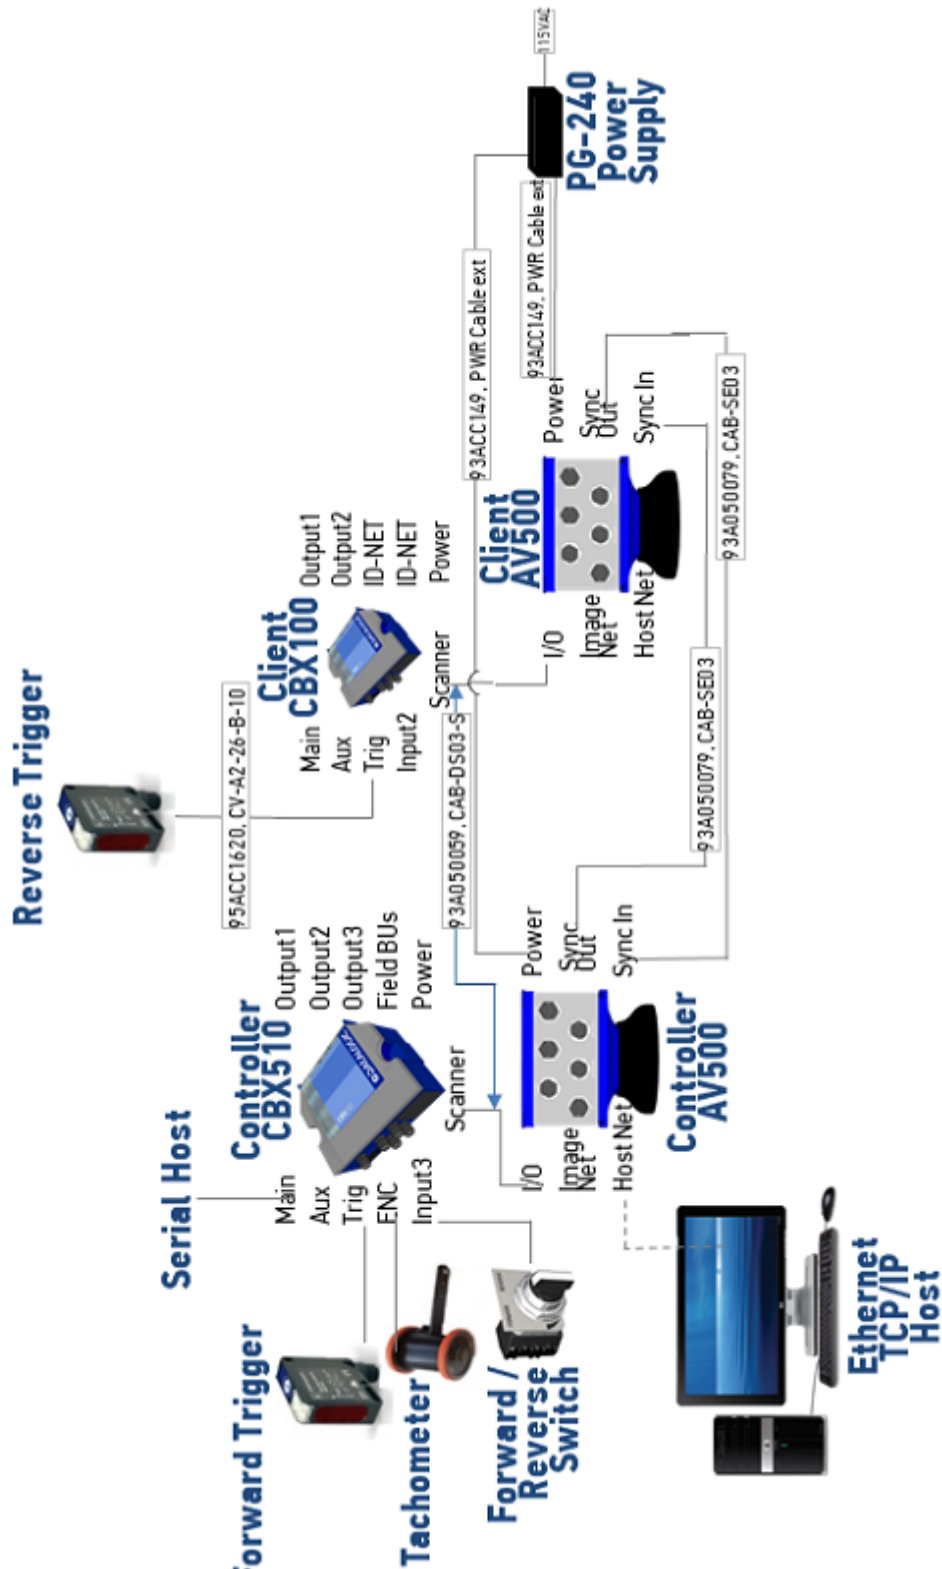 Reverse Trigger
95ACC1620, CV-A2-26-B-10
Serial Host
Forward Trigger
Tachometer
Forward /
Reverse
Switch
Controller
CBX510
Main
Aux
Trig
ENC
Input3
Output1
Output2
Output3
Field BUs
Power
Scanner
Client
CBX100
Main
Aux
Trig
Input2
Output1
Output2
ID-NET
ID-NET
Power
Scanner
93A050059, CAB-DS03-S
93ACC149, PWR Cable ext
93ACC149, PWR Cable ext
115VAC
PG-240
Power
Supply
I/O
Image
Net
Host Net
Power
Sync
Out
Sync In
Controller
AV500
Client
AV500
I/O
Image
Net
Host Net
Power
Sync
Out
Sync In
93A050079, CAB-SE03
93A050079, CAB-SE03
Ethernet
TCP/IP
Host